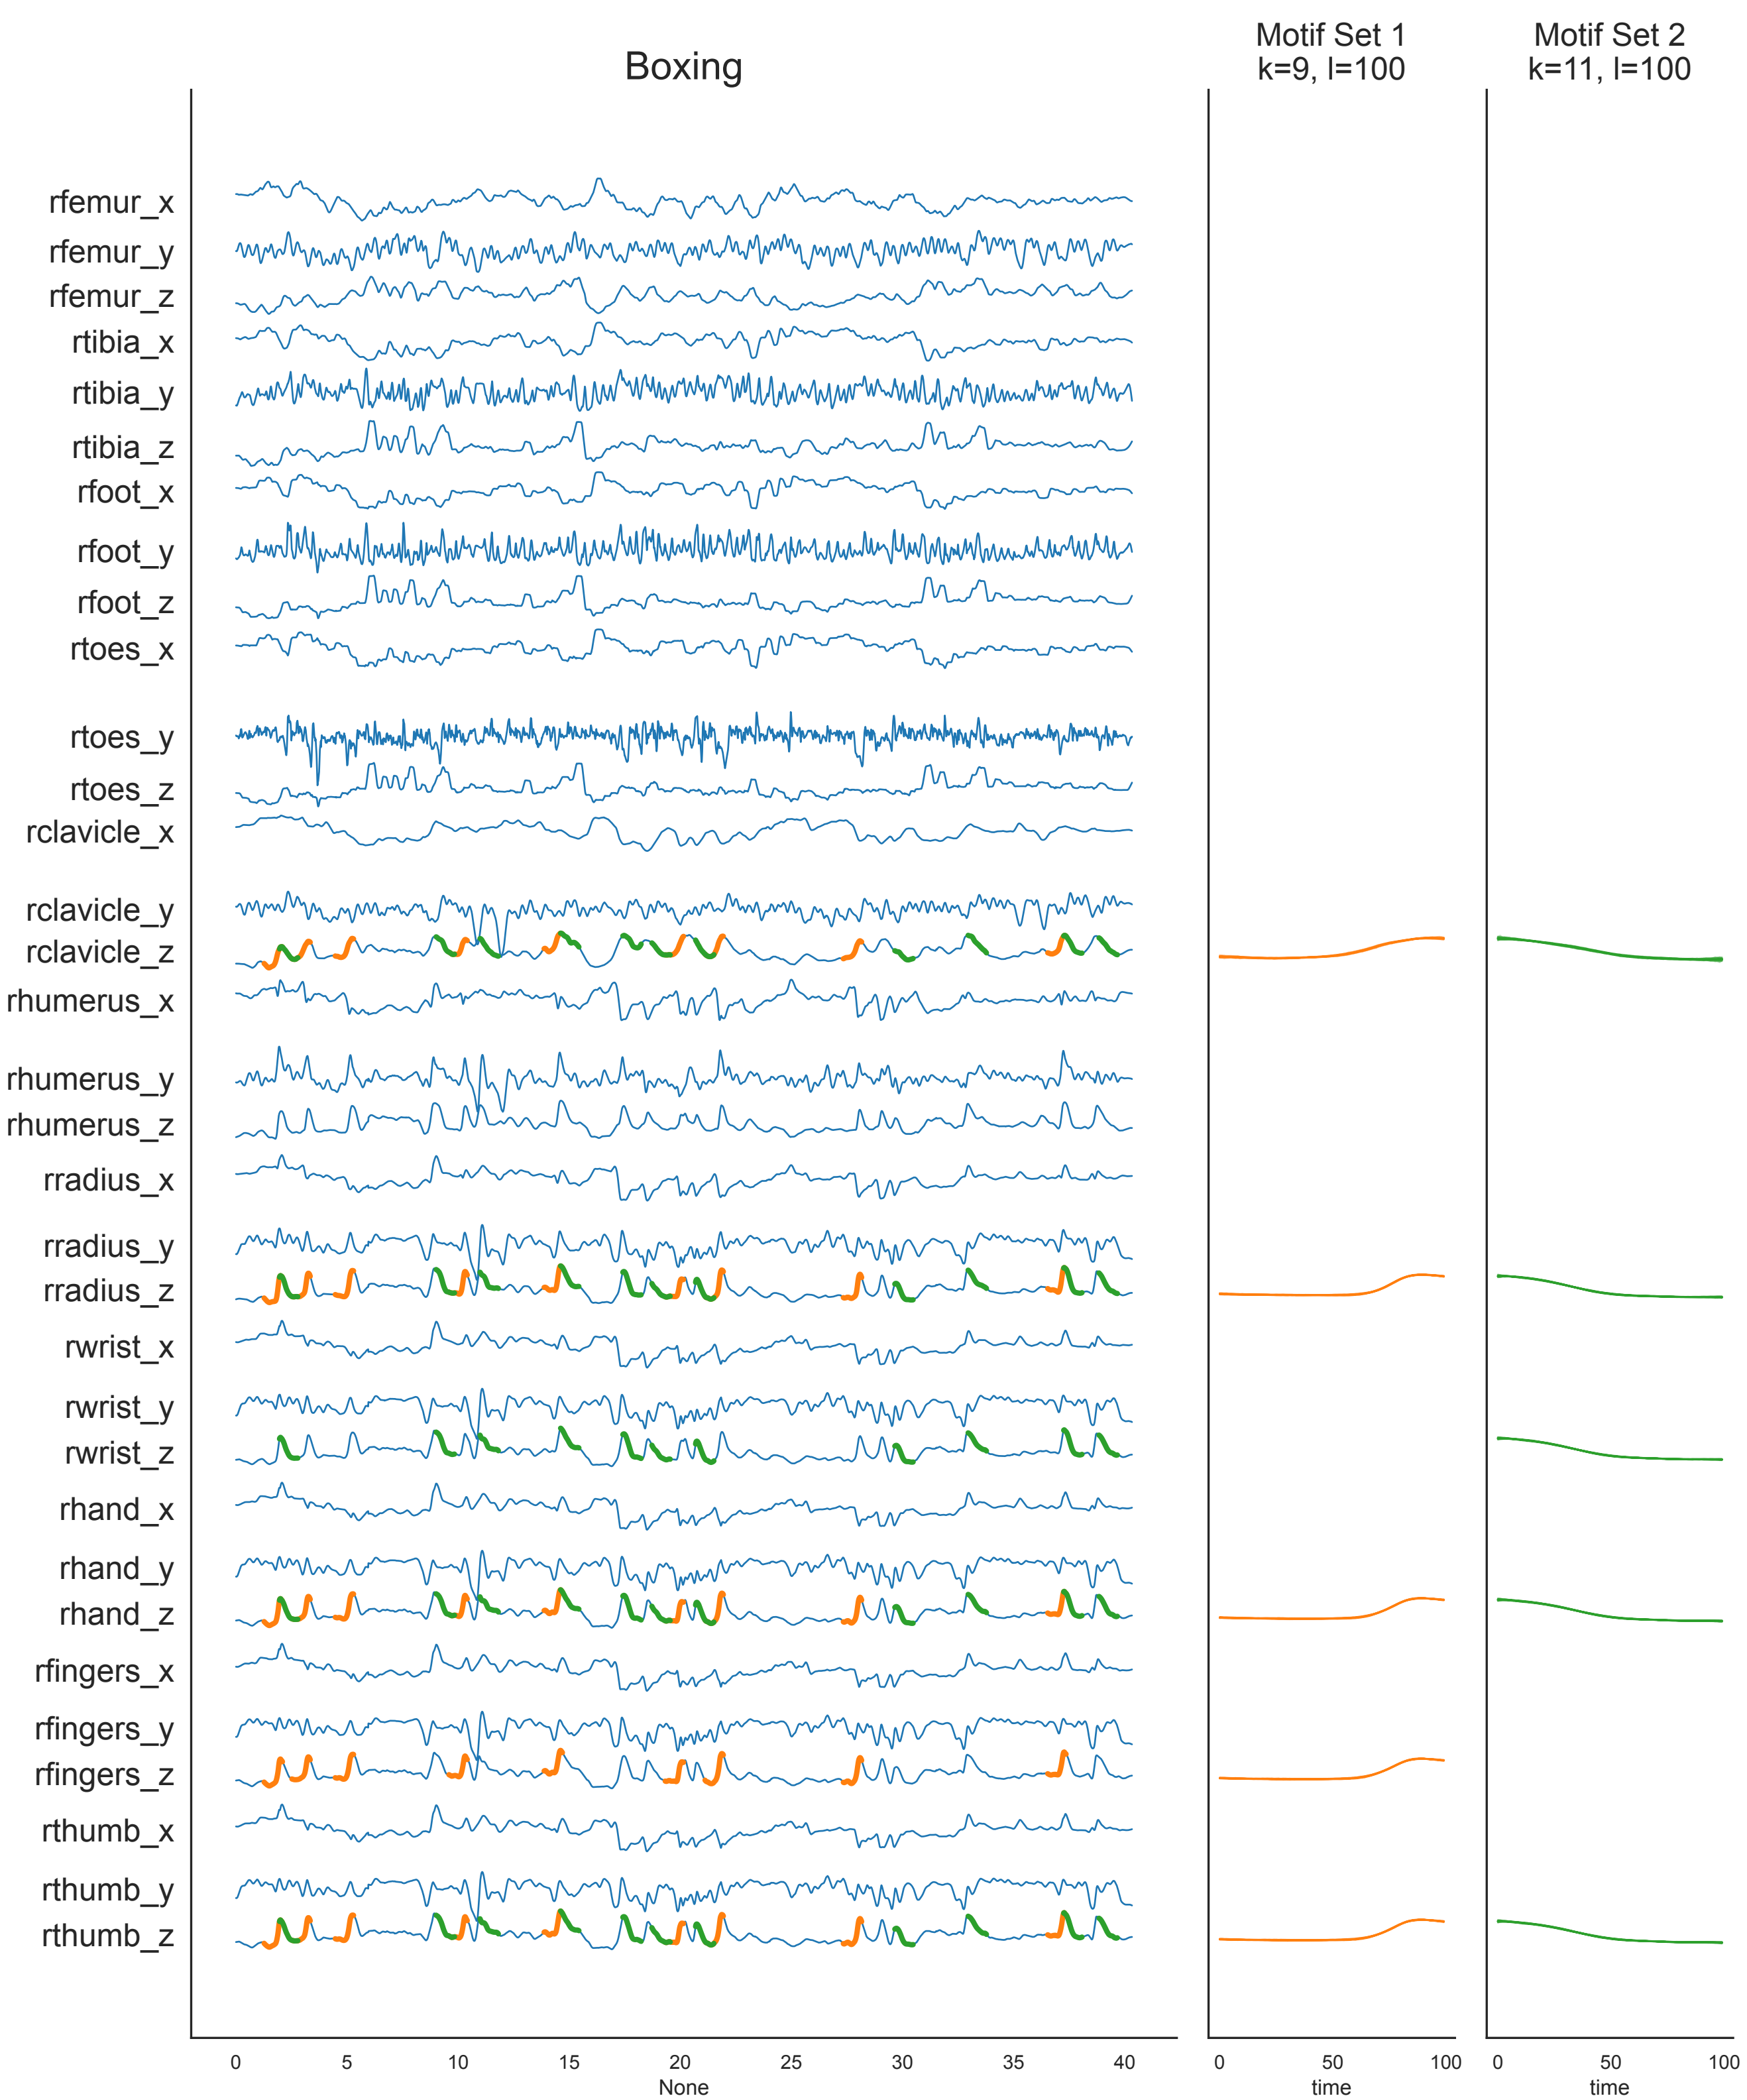 Boxing
Motif Set 1
k=9, l=100
Motif Set 2
k=11, l=100
rfemur_x
rfemur_y
rfemur_z
rtibia_x
rtibia_y
rtibia_z
rfoot_x
rfoot_y
rfoot_z
rtoes_x
rtoes_y
rtoes_z
rclavicle_x
rclavicle_y
rclavicle_z
rhumerus_x
rhumerus_y
rhumerus_z
rradius_x
rradius_y
rradius_z
rwrist_x
rwrist_y
rwrist_z
rhand_x
rhand_y
rhand_z
rfingers_x
rfingers_y
rfingers_z
rthumb_x
rthumb_y
rthumb_z
0 5 10 15 20 25 30 35 40
None
0 50 100
time
0 50 100
time